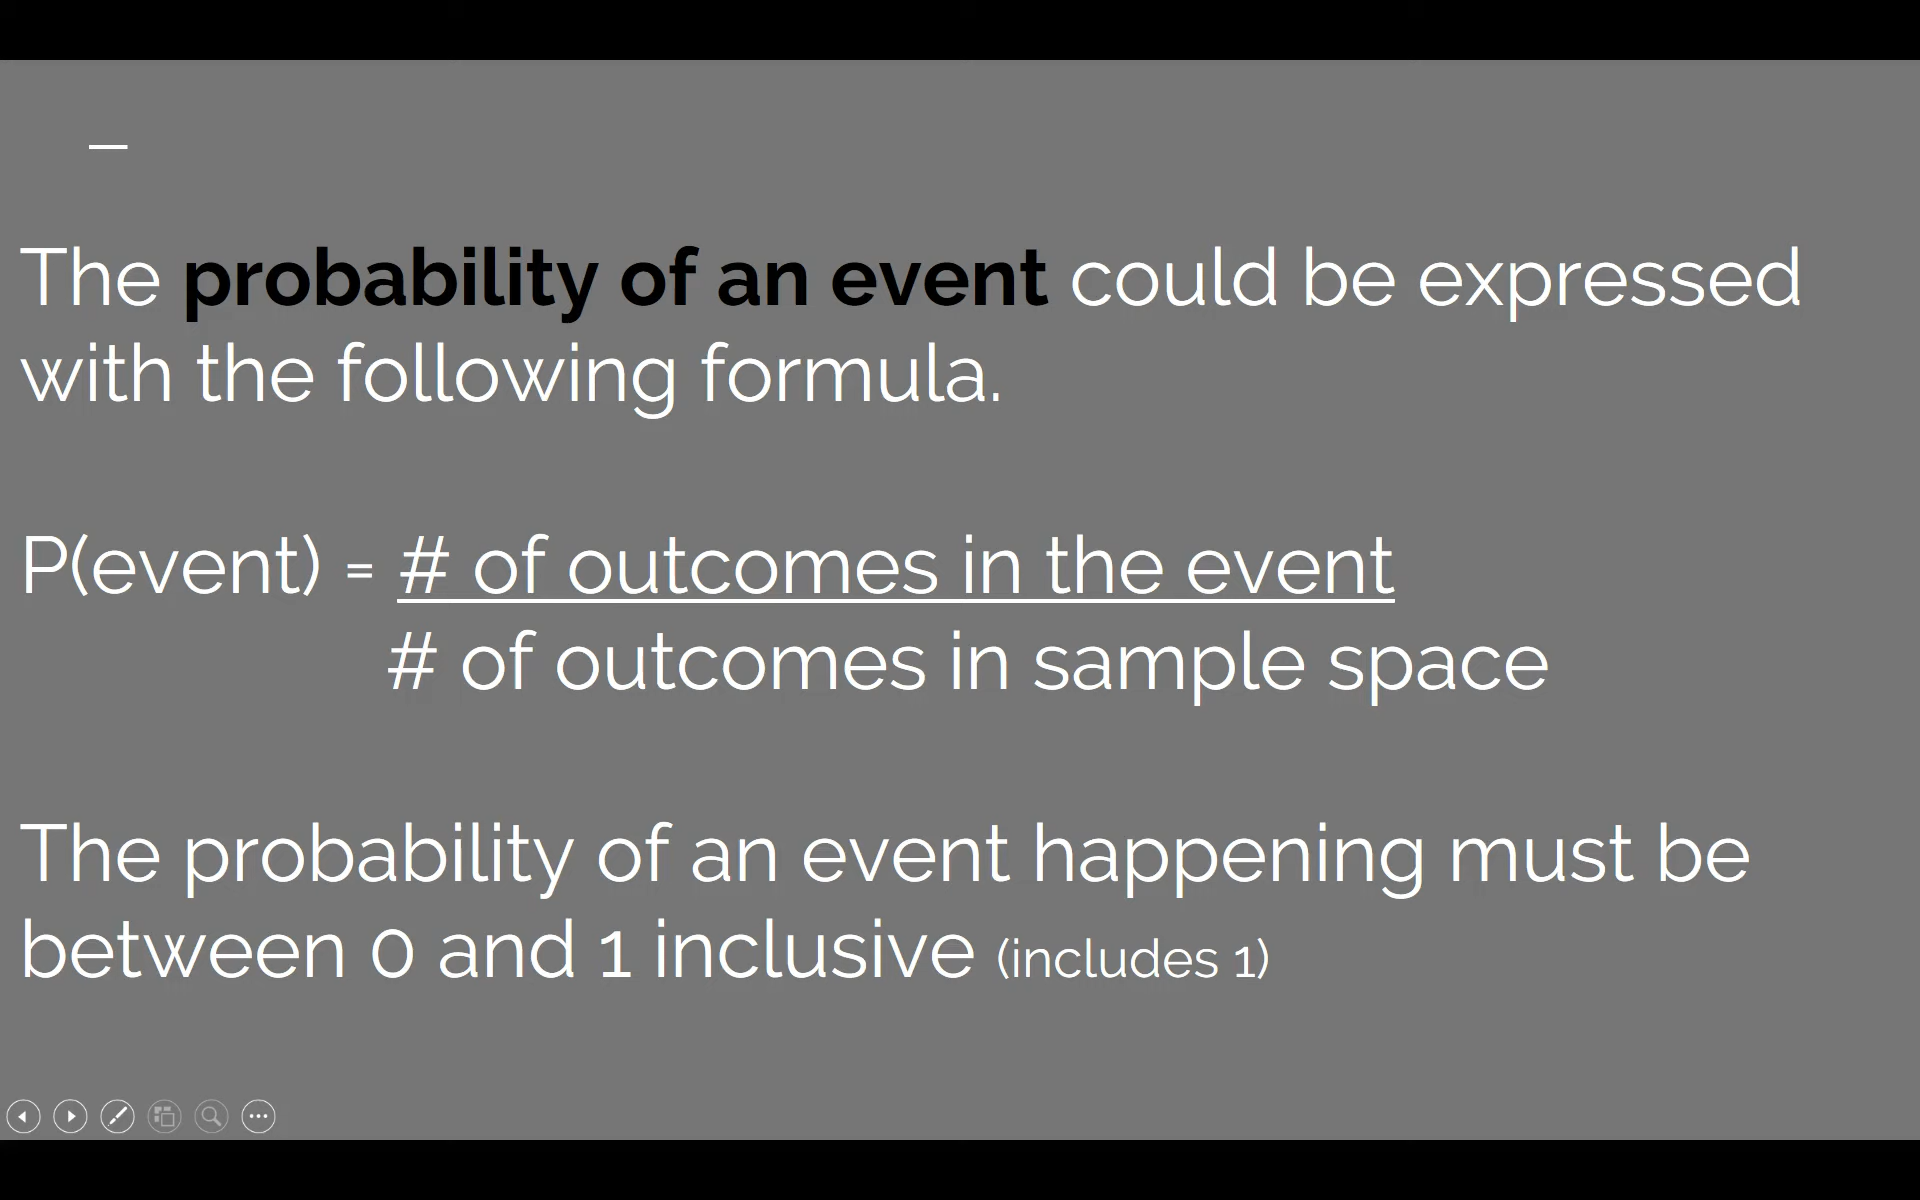 The probability of an event could be expressed
with the following formula.
P(event) = # of outcomes in the event
# of outcomes in sample space
The probability of an event happening must be
between 0 and 1 inclusive (includes 1)